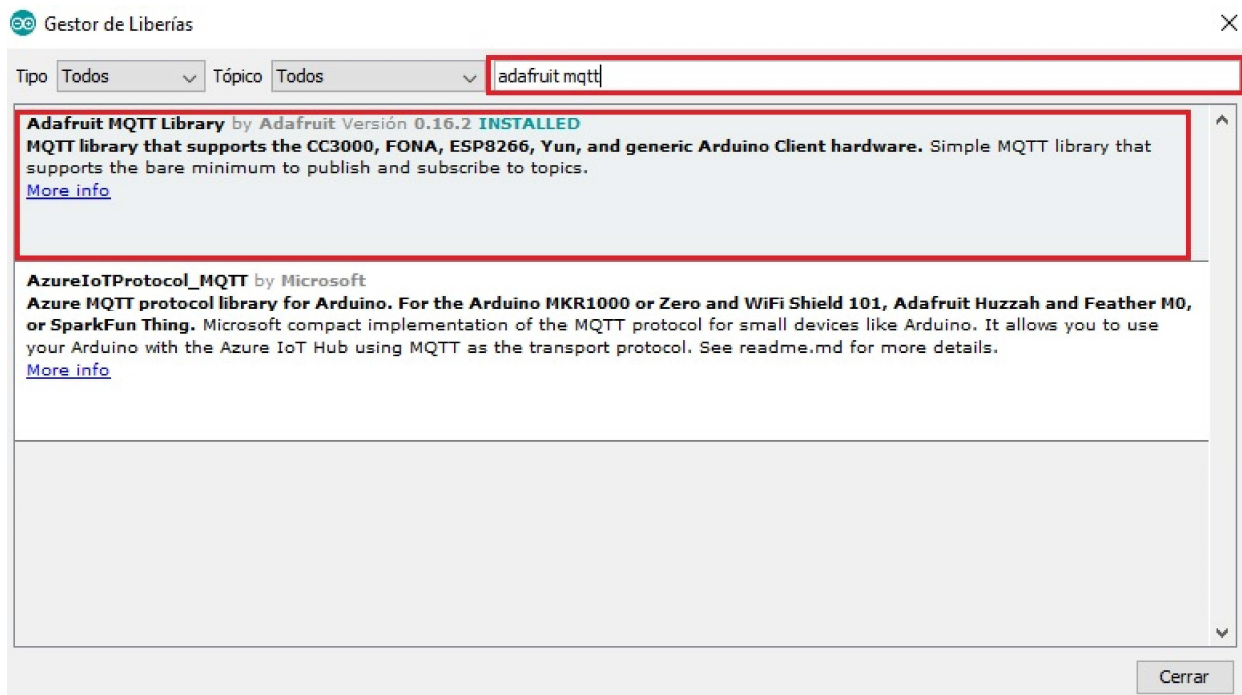 Gestor de Liberías
Tipo Todos Tópico Todos adafruit mqtt
Adafruit MQTT Library by Adafruit Versión 0.16.2 INSTALLED
MQTT library that supports the CC3000, FONA, ESP8266, Yun, and generic Arduino Client hardware. Simple MQTT library that
supports the bare minimum to publish and subscribe to topics.
More info
AzureIoTProtocol_MQTT by Microsoft
Azure MQTT protocol library for Arduino. For the Arduino MKR1000 or Zero and WiFi Shield 101, Adafruit Huzzah and Feather M0,
or SparkFun Thing. Microsoft compact implementation of the MQTT protocol for small devices like Arduino. It allows you to use
your Arduino with the Azure IoT Hub using MQTT as the transport protocol. See readme.md for more details.
More info
Cerrar